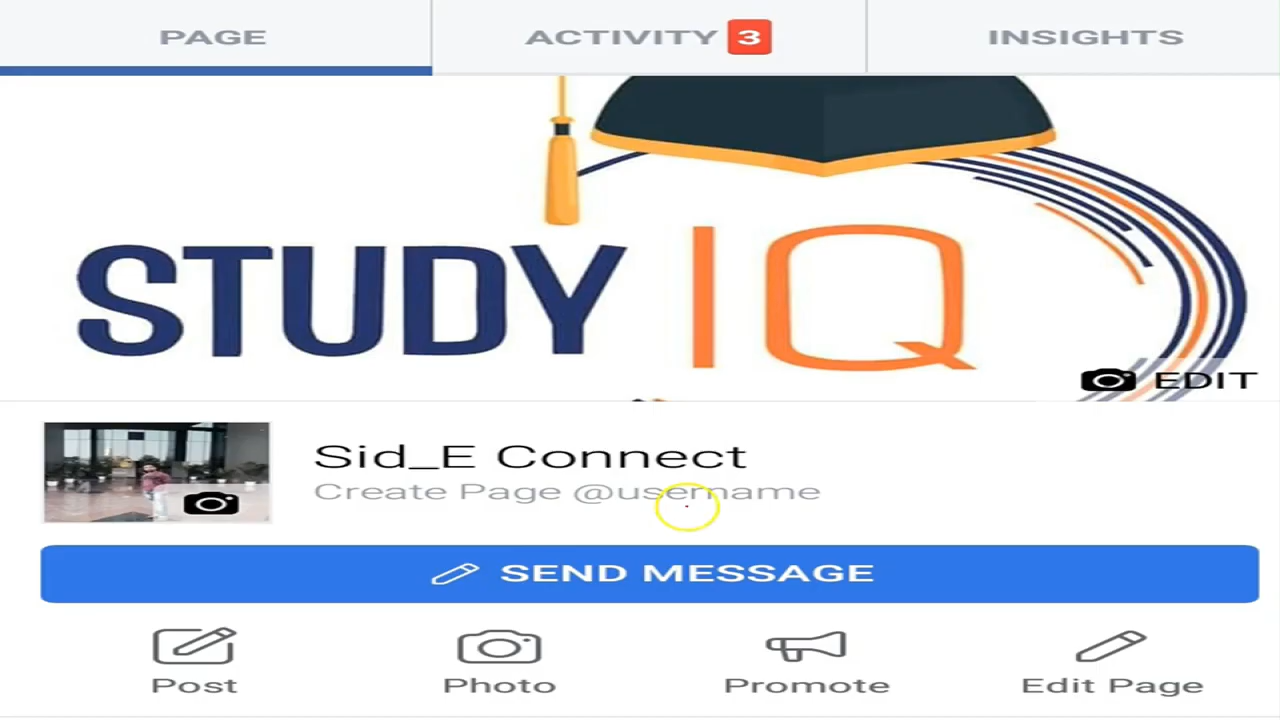 PAGE
ACTIVITY 3
INSIGHTS
STUDY IQ
EDIT
Sid_E Connect
Create Page @username
SEND MESSAGE
Post
Photo
Promote
Edit Page